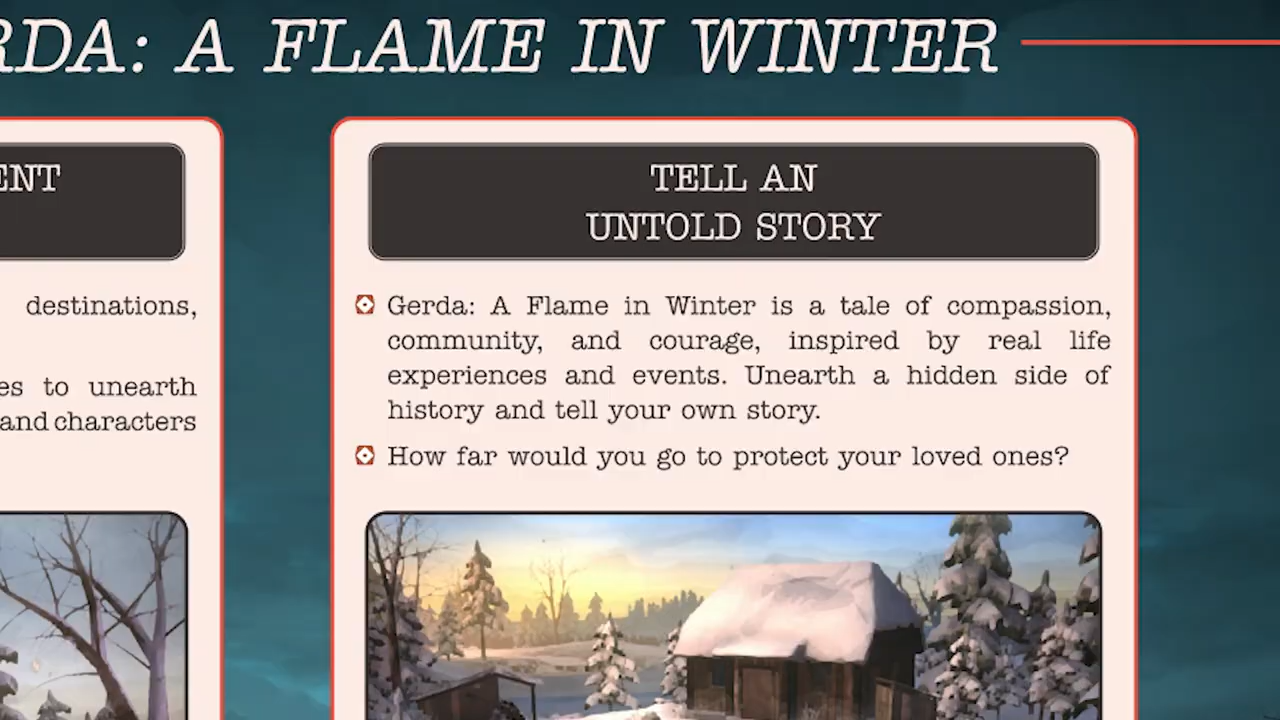 RDA: A FLAME IN WINTER
ENT
destinations,
es to unearth
and characters
TELL AN
UNTOLD STORY
Gerda: A Flame in Winter is a tale of compassion,
community, and courage, inspired by real life
experiences and events. Unearth a hidden side of
history and tell your own story.
How far would you go to protect your loved ones?